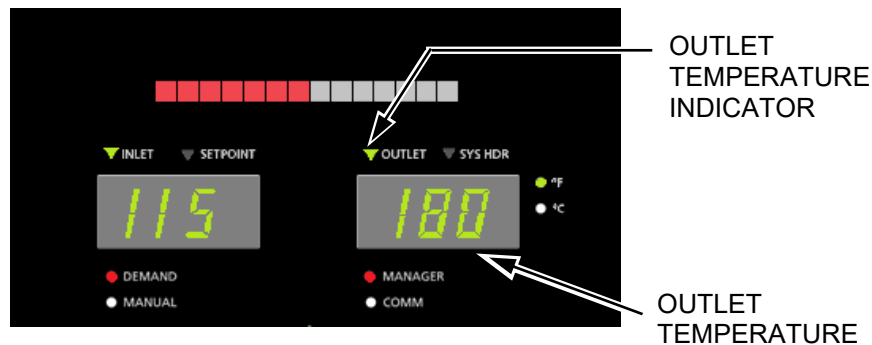 OUTLET
TEMPERATURE
INDICATOR
INLET SETPOINT
OUTLET SYS HDR
115
180
°F
°C
DEMAND
MANUAL
MANAGER
COMM
OUTLET
TEMPERATURE